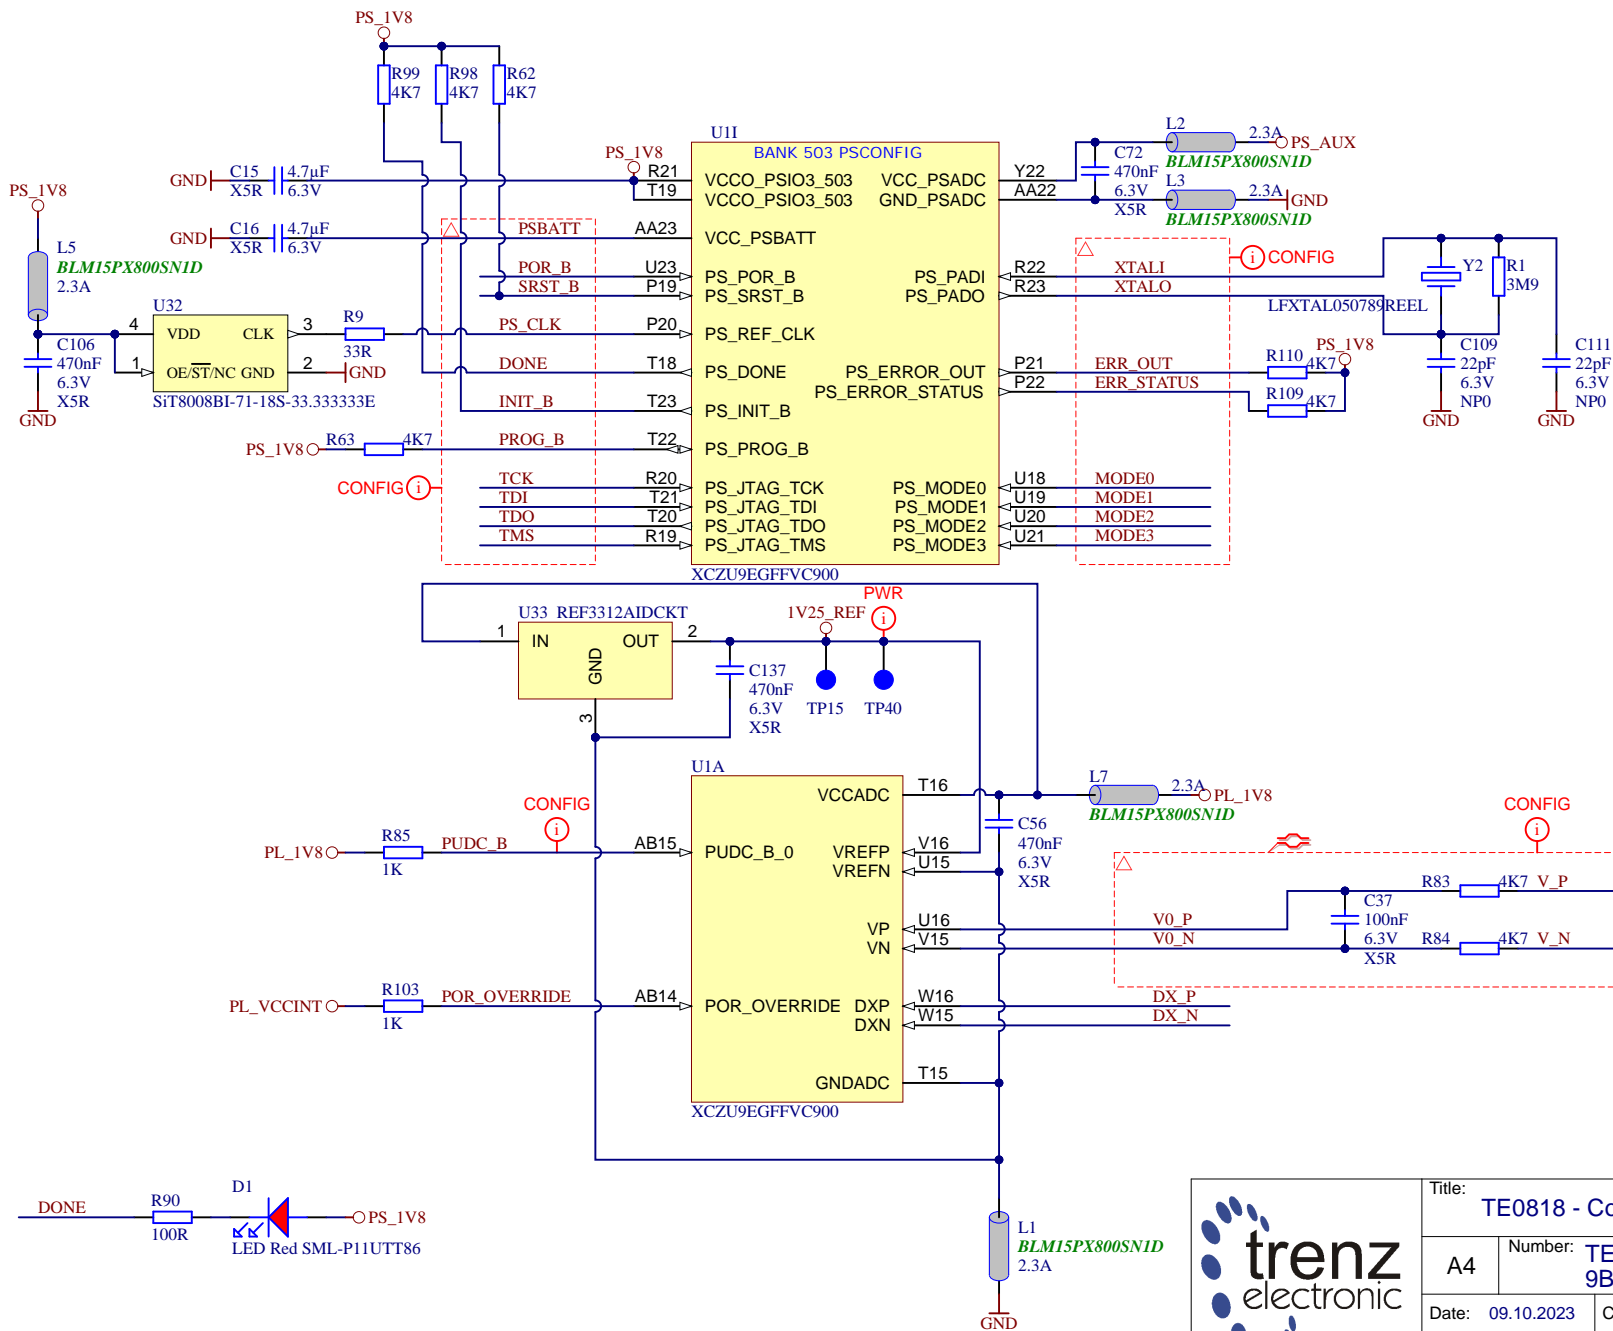 PS_1V8
R99
4K7
R98
4K7
R62
4K7
U1I
BANK 503 PSCONFIG
PS_1V8
GND
C15
X5R
4.7µF
6.3V
R21
T19
VCCO_PSIO3_503
VCCO_PSIO3_503
VCC_PSADC
GND_PSADC
Y22
AA22
C72
470nF
6.3V
X5R
L2
2.3A
PS_AUX
BLM15PX800SN1D
L3
2.3A
GND
BLM15PX800SN1D
PS_1V8
GND
C16
X5R
4.7µF
6.3V
PSBATT
AA23
VCC_PSBATT
L5
BLM15PX800SN1D
2.3A
POR_B
U23
PS_POR_B
SRST_B
P19
PS_SRST_B
PS_PADI
R22
XTALI
PS_PADO
R23
XTALO
CONFIG
Y2
R1
3M9
LFXTAL050789REEL
U32
4
VDD
CLK
3
R9
33R
PS_CLK
P20
PS_REF_CLK
1
OE/ST/NC
GND
2
GND
SiT8008BI-71-18S-33.333333E
C106
470nF
6.3V
X5R
GND
DONE
T18
PS_DONE
PS_ERROR_OUT
P21
ERR_OUT
R110
4K7
PS_1V8
PS_ERROR_STATUS
P22
ERR_STATUS
R109
4K7
C109
22pF
6.3V
NP0
GND
C111
22pF
6.3V
NP0
GND
INIT_B
T23
PS_INIT_B
PS_1V8
R63
4K7
PROG_B
T22
PS_PROG_B
CONFIG
TCK
R20
PS_JTAG_TCK
PS_MODE0
U18
MODE0
TDI
T21
PS_JTAG_TDI
PS_MODE1
U19
MODE1
TDO
T20
PS_JTAG_TDO
PS_MODE2
U20
MODE2
TMS
R19
PS_JTAG_TMS
PS_MODE3
U21
MODE3
XCZU9EGFFVC900
U33 REF3312AIDCKT
1
IN
OUT
2
GND
3
C137
470nF
6.3V
X5R
1V25_REF
PWR
TP15
TP40
U1A
VCCADC
T16
L7
2.3A
PL_1V8
BLM15PX800SN1D
C56
470nF
6.3V
X5R
CONFIG
PL_1V8
R85
1K
PUDC_B
AB15
PUDC_B_0
VREFP
V16
VREFN
U15
CONFIG
VP
U16
V0_P
VN
V15
V0_N
C37
100nF
6.3V
X5R
R83
4K7
V_P
R84
4K7
V_N
PL_VCCINT
R103
1K
POR_OVERRIDE
AB14
POR_OVERRIDE
DXP
W16
DX_P
DXN
W15
DX_N
GNDADC
T15
XCZU9EGFFVC900
DONE
R90
100R
D1
PS_1V8
LED Red SML-P11UTT86
L1
BLM15PX800SN1D
2.3A
GND
trenz
electronic
Title:
TE0818 - Co
A4
Number:
TE
9B
Date:
09.10.2023
C